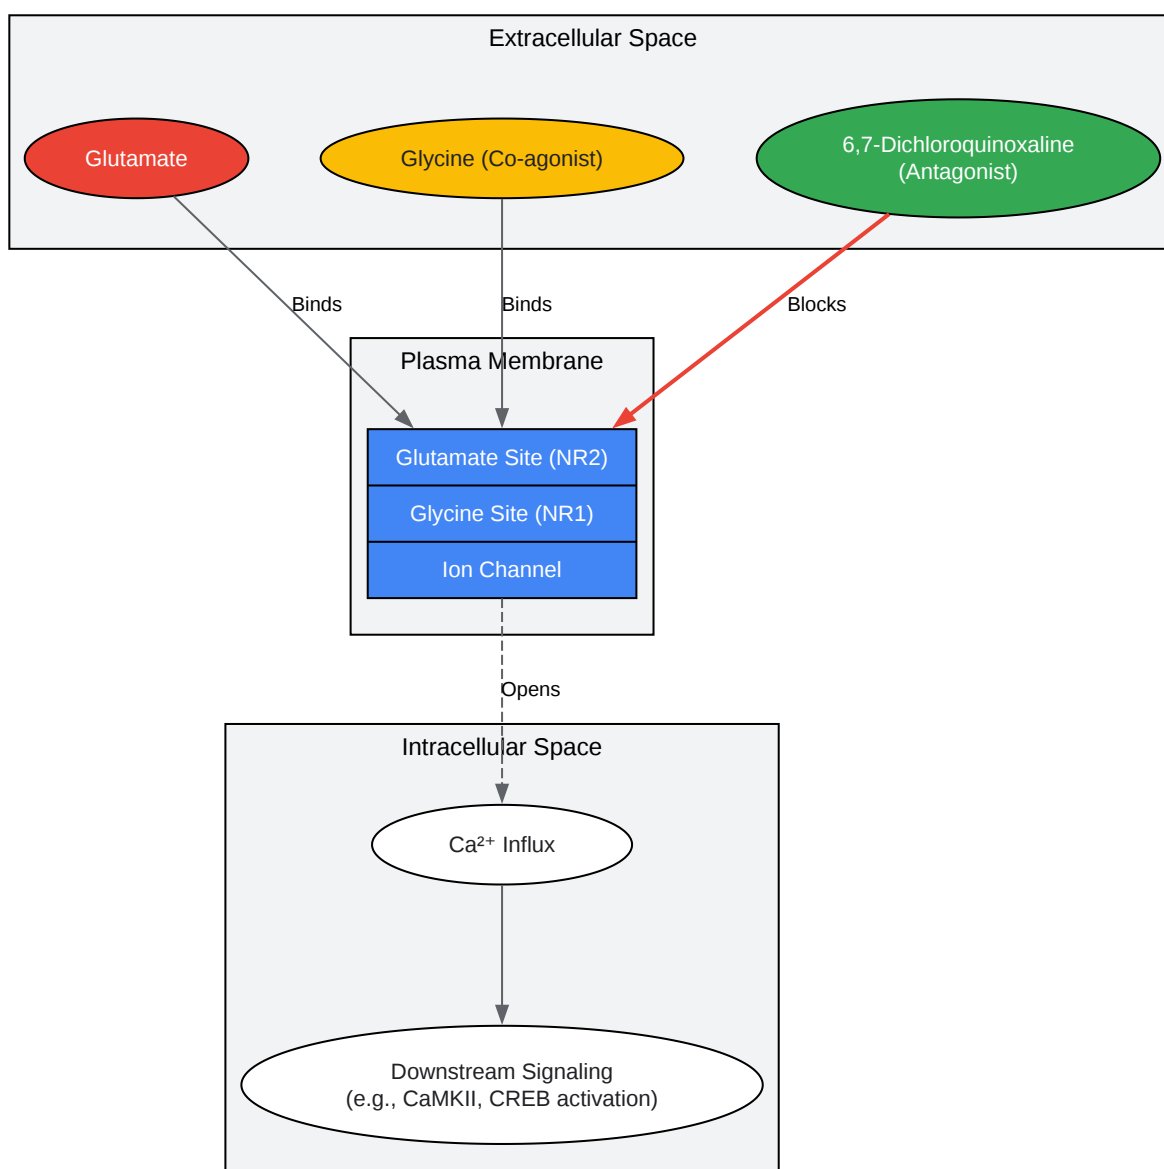 Extracellular Space
Glutamate
Glycine (Co-agonist)
6,7-Dichloroquinoxaline
(Antagonist)
Binds
Binds
Blocks
Plasma Membrane
Glutamate Site (NR2)
Glycine Site (NR1)
Ion Channel
Opens
Intracellular Space
Ca²⁺ Influx
Downstream Signaling
(e.g., CaMKII, CREB activation)